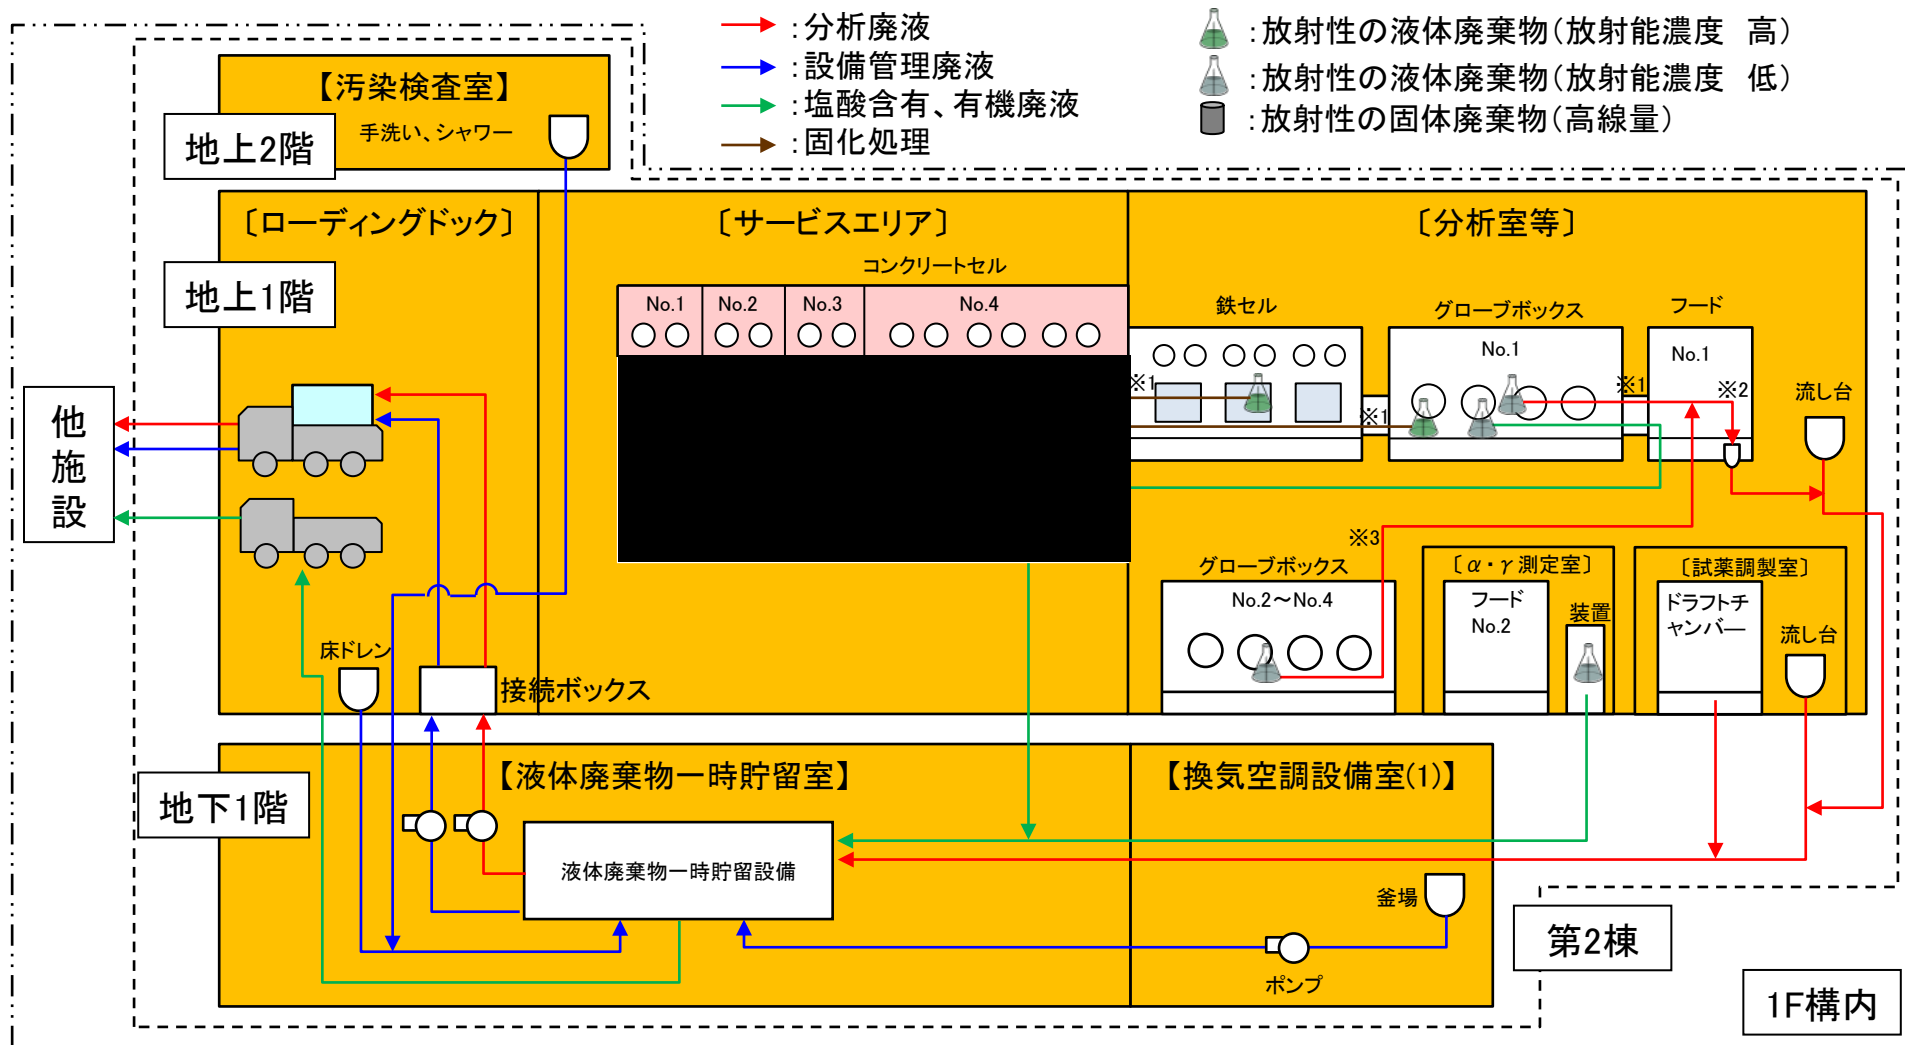 ：分析廃液
：設備管理廃液
：塩酸含有、有機廃液
：固化処理
：放射性の液体廃棄物（放射能濃度　高）
：放射性の液体廃棄物（放射能濃度　低）
：放射性の固体廃棄物（高線量）
【汚染検査室】
手洗い、シャワー
地上2階
〔ローディングドック〕
〔サービスエリア〕
〔分析室等〕
地上1階
コンクリートセル
No.1
No.2
No.3
No.4
鉄セル
グローブボックス
フード
No.1
No.1
※1
※1
※1
※2
流し台
他施設
※3
グローブボックス
No.2～No.4
〔α・γ測定室〕
フード
No.2
装置
〔試薬調製室〕
ドラフトチ
ャンバー
流し台
床ドレン
接続ボックス
地下1階
【液体廃棄物一時貯留室】
【換気空調設備室(1)】
液体廃棄物一時貯留設備
釜場
ポンプ
第2棟
1F構内